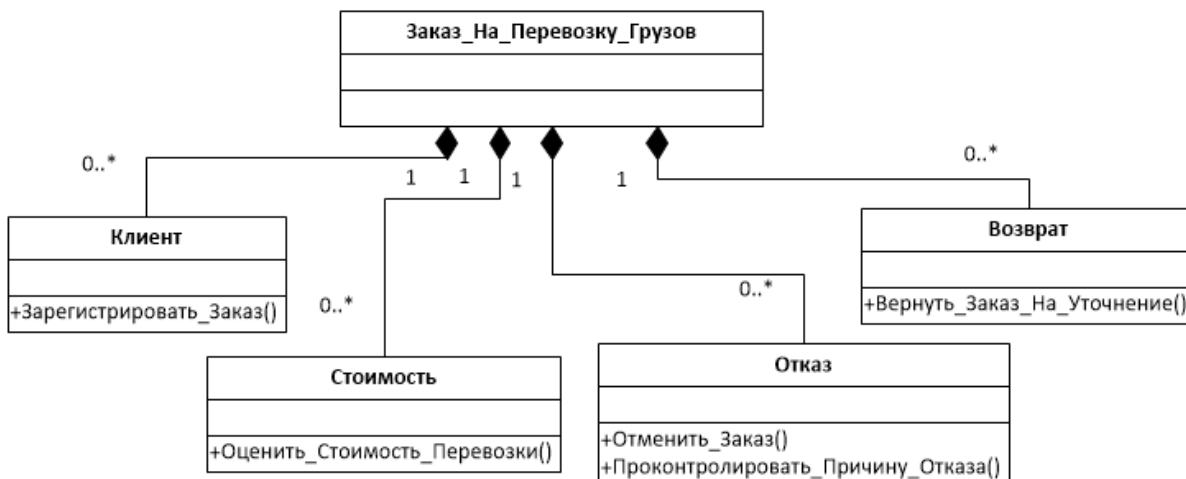 Заказ_На_Перевозку_Грузов
0..*
1
1
1
1
0..*
Клиент
+Зарегистрировать_Заказ()
Возврат
+Вернуть_Заказ_На_Уточнение()
0..*
0..*
Стоимость
+Оценить_Стоимость_Перевозки()
Отказ
+Отменить_Заказ()
+Проконтролировать_Причину_Отказа()